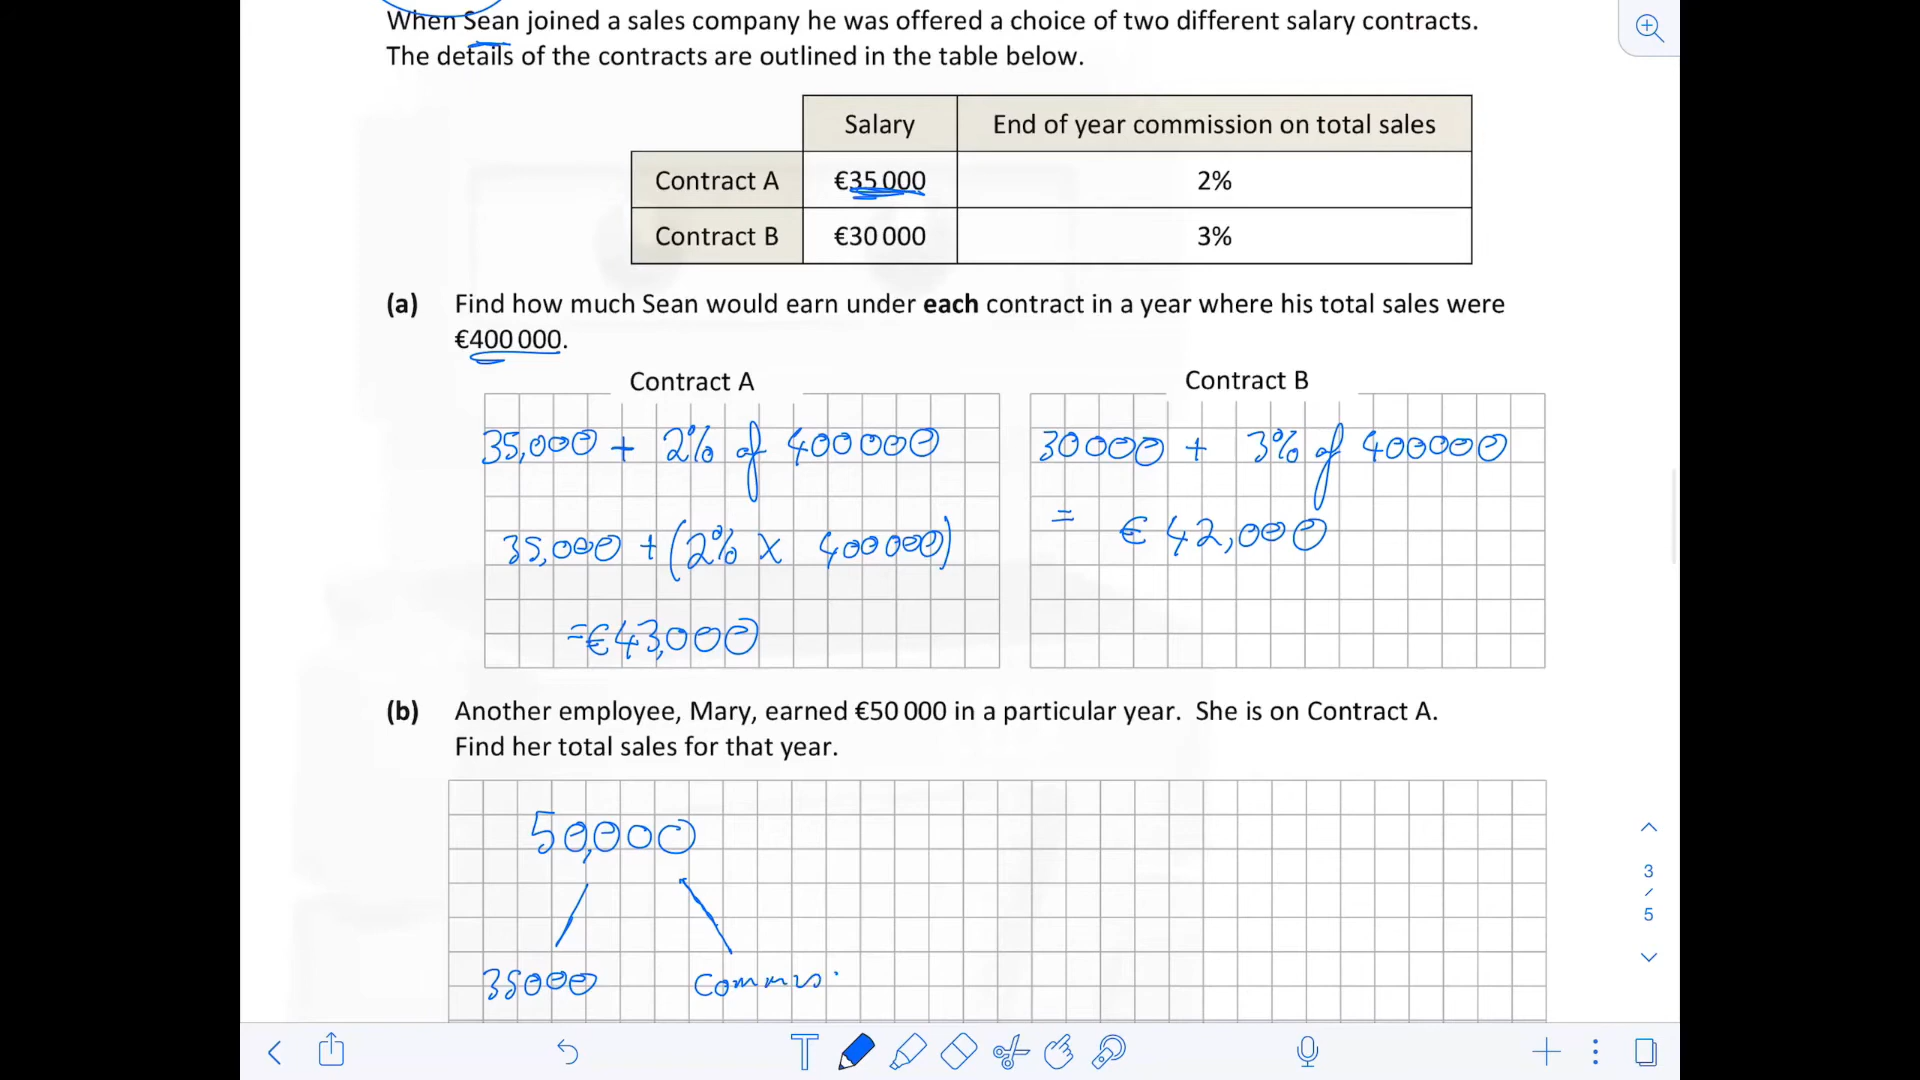 When Sean joined a sales company he was offered a choice of two different salary contracts.
The details of the contracts are outlined in the table below.
Salary End of year commission on total sales
Contract A €35 000 2%
Contract B €30 000 3%
(a) Find how much Sean would earn under each contract in a year where his total sales were
€400 000.
Contract A
35,000 + 2% of 400000
35,000 + (2% x 400000)
= €43,000
Contract B
30000 + 3% of 400000
= € 42,000
(b) Another employee, Mary, earned €50 000 in a particular year. She is on Contract A.
Find her total sales for that year.
50,000
35000 Commis
3
/
5
T